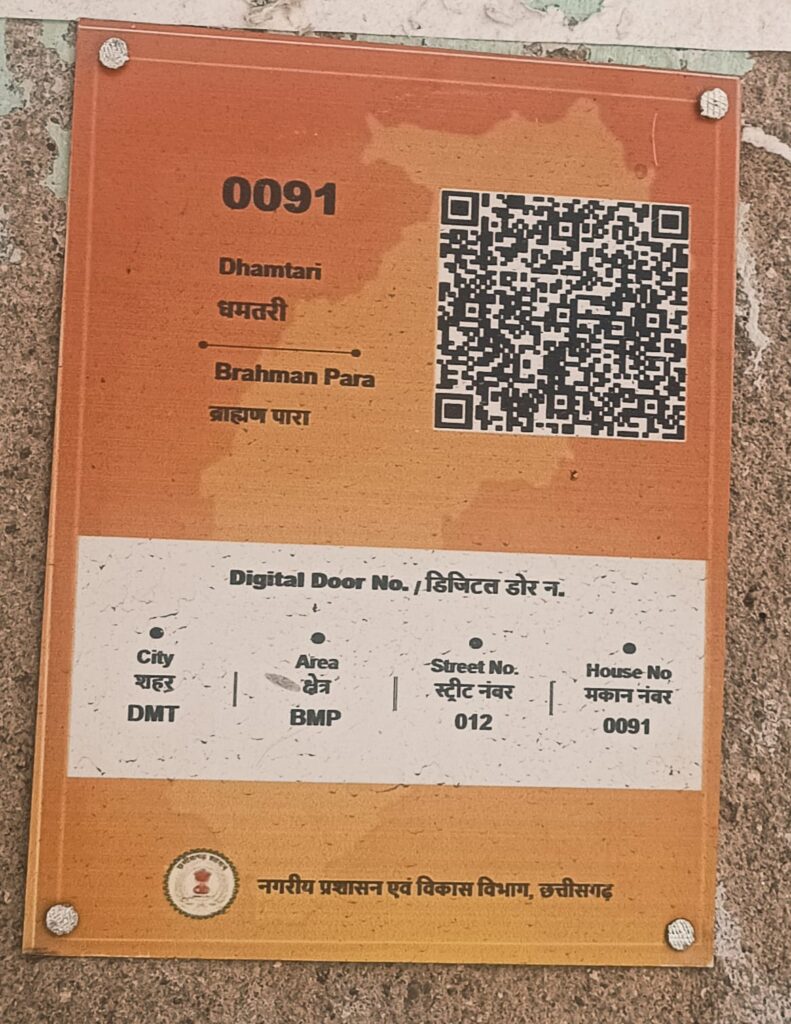 0091
Dhamtari
धमतरी
Brahman Para
ब्राह्मण पारा
Digital Door No. / डिजिटल डोर न.
City
शहर
DMT
Area
क्षेत्र
BMP
Street No.
स्ट्रीट नंबर
012
House No
मकान नंबर
0091
नगरीय प्रशासन एवं विकास विभाग, छत्तीसगढ़